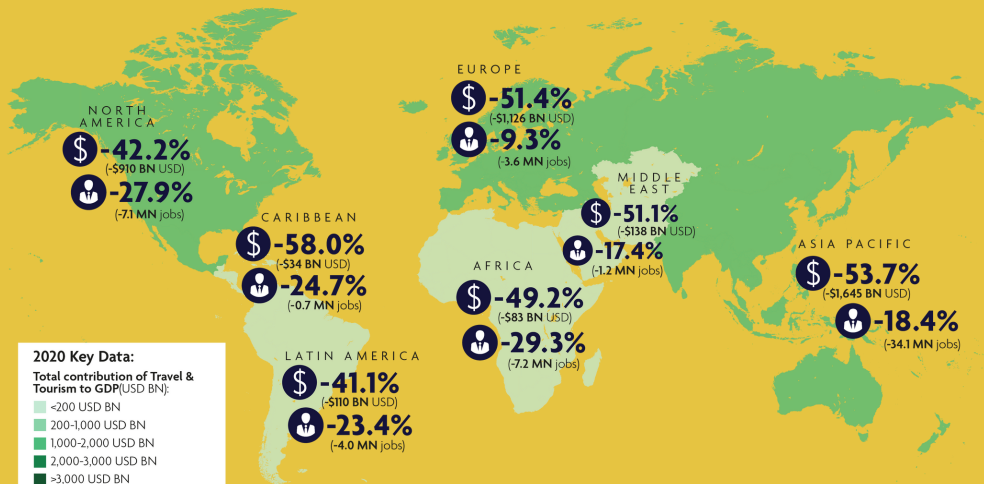 NORTH
AMERICA
$ -42.2%
(-$910 BN USD)
-27.9%
(-7.1 MN jobs)
EUROPE
$ -51.4%
(-$1,126 BN USD)
-9.3%
(-3.6 MN jobs)
CARIBBEAN
$ -58.0%
(-$34 BN USD)
-24.7%
(-0.7 MN jobs)
MIDDLE
EAST
$ -51.1%
(-$138 BN USD)
-17.4%
(-1.2 MN jobs)
AFRICA
$ -49.2%
(-$83 BN USD)
-29.3%
(-7.2 MN jobs)
ASIA PACIFIC
$ -53.7%
(-$1,645 BN USD)
-18.4%
(-34.1 MN jobs)
LATIN AMERICA
$ -41.1%
(-$110 BN USD)
-23.4%
(-4.0 MN jobs)
2020 Key Data:
Total contribution of Travel &
Tourism to GDP(USD BN):
<200 USD BN
200-1,000 USD BN
1,000-2,000 USD BN
2,000-3,000 USD BN
>3,000 USD BN